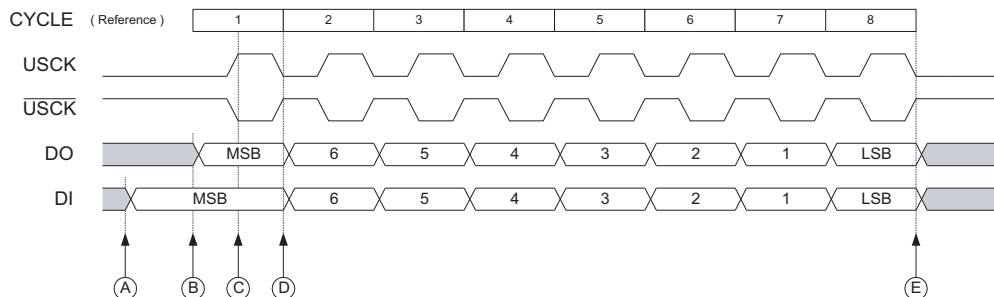 CYCLE ( Reference ) 1 2 3 4 5 6 7 8
USCK
USCK
DO MSB 6 5 4 3 2 1 LSB
DI MSB 6 5 4 3 2 1 LSB
A B C D E